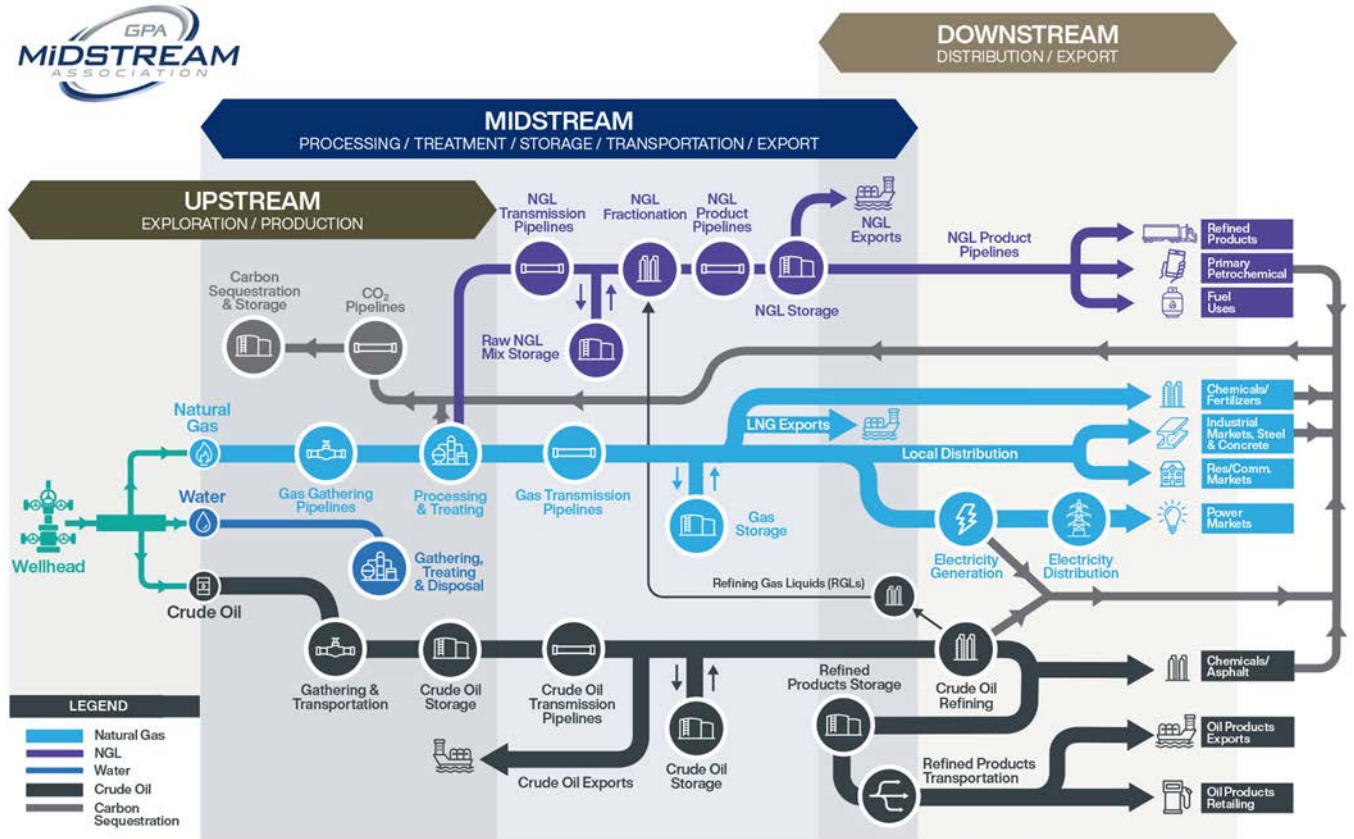 GPA
MiDSTREAM
ASSOCIATION
DOWNSTREAM
DISTRIBUTION / EXPORT
MIDSTREAM
PROCESSING / TREATMENT / STORAGE / TRANSPORTATION / EXPORT
UPSTREAM
EXPLORATION / PRODUCTION
NGL
Transmission
Pipelines
NGL
Fractionation
NGL
Product
Pipelines
NGL
Exports
NGL Product
Pipelines
Refined
Products
Primary
Petrochemical
Fuel
Uses
Carbon
Sequestration
& Storage
CO₂
Pipelines
Raw NGL
Mix Storage
NGL Storage
Natural
Gas
Gas Gathering
Pipelines
Processing
& Treating
Gas Transmission
Pipelines
LNG Exports
Local Distribution
Chemicals/
Fertilizers
Industrial
Markets, Steel
& Concrete
Res/Comm.
Markets
Power
Markets
Gas
Storage
Electricity
Generation
Electricity
Distribution
Wellhead
Water
Gathering,
Treating
& Disposal
Crude Oil
Refining Gas Liquids (RGLs)
Gathering &
Transportation
Crude Oil
Storage
Crude Oil
Transmission
Pipelines
Refined
Products Storage
Crude Oil
Refining
Chemicals/
Asphalt
Crude Oil Exports
Crude Oil
Storage
Refined Products
Transportation
Oil Products
Exports
Oil Products
Retailing
LEGEND
Natural Gas
NGL
Water
Crude Oil
Carbon
Sequestration